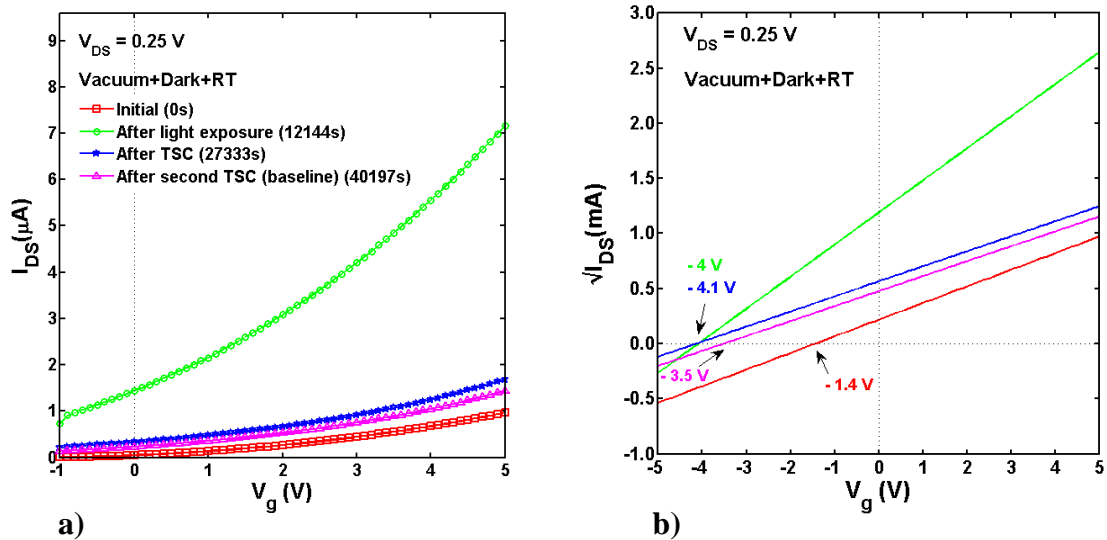 V_DS = 0.25 V
Vacuum+Dark+RT
Initial (0s)
After light exposure (12144s)
After TSC (27333s)
After second TSC (baseline) (40197s)
I_DS(μA)
9
8
7
6
5
4
3
2
1
0
-1 0 1 2 3 4 5
V_g (V)
a)
V_DS = 0.25 V
Vacuum+Dark+RT
√I_DS(mA)
3.0
2.5
2.0
1.5
1.0
0.5
0.0
-0.5
-1.0
- 4 V
- 4.1 V
- 3.5 V
- 1.4 V
-5 -4 -3 -2 -1 0 1 2 3 4 5
V_g (V)
b)